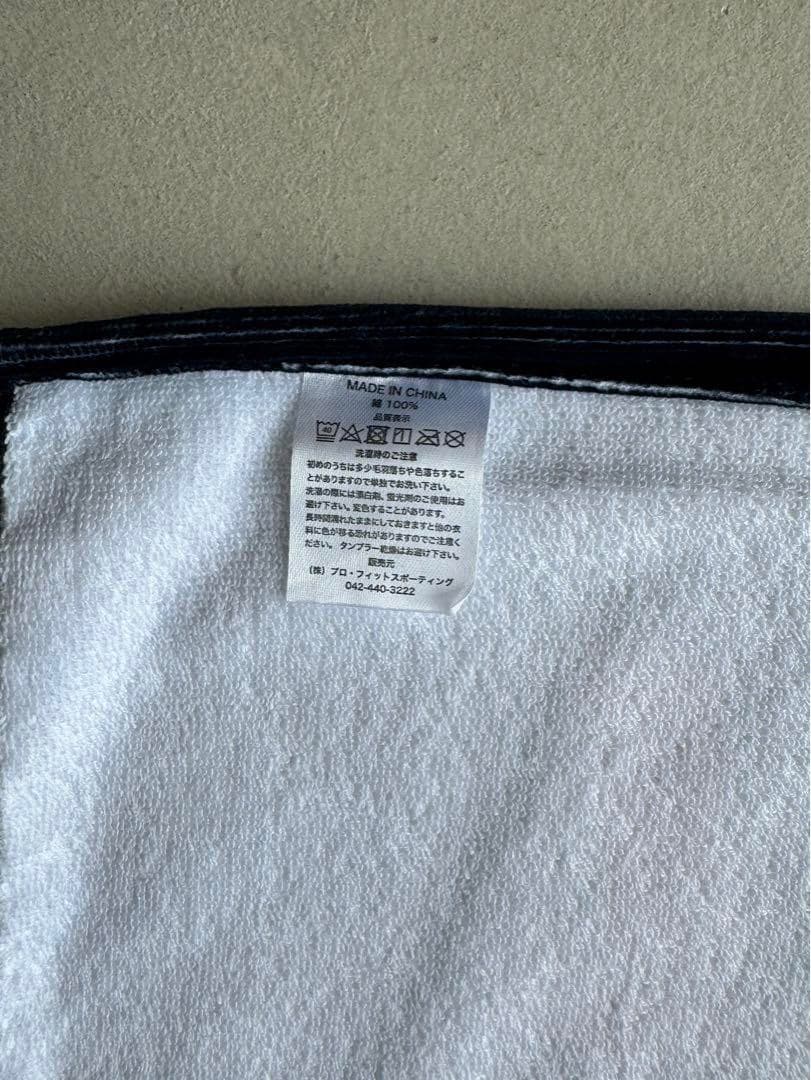 MADE IN CHINA
綿 100%
品質表示
40
洗濯時のご注意
初めのうちは多少毛羽落ちや色落ちするこ
とがありますので単独でお洗い下さい。
洗濯の際には漂白剤、蛍光剤のご使用はお
避け下さい。変色することがあります。
長時間濡れたままにしておきますと他の衣
料に色が移る恐れがありますのでご注意く
ださい。タンブラー乾燥はお避け下さい。
販売元
(株) プロ・フィットスポーティング
042-440-3222